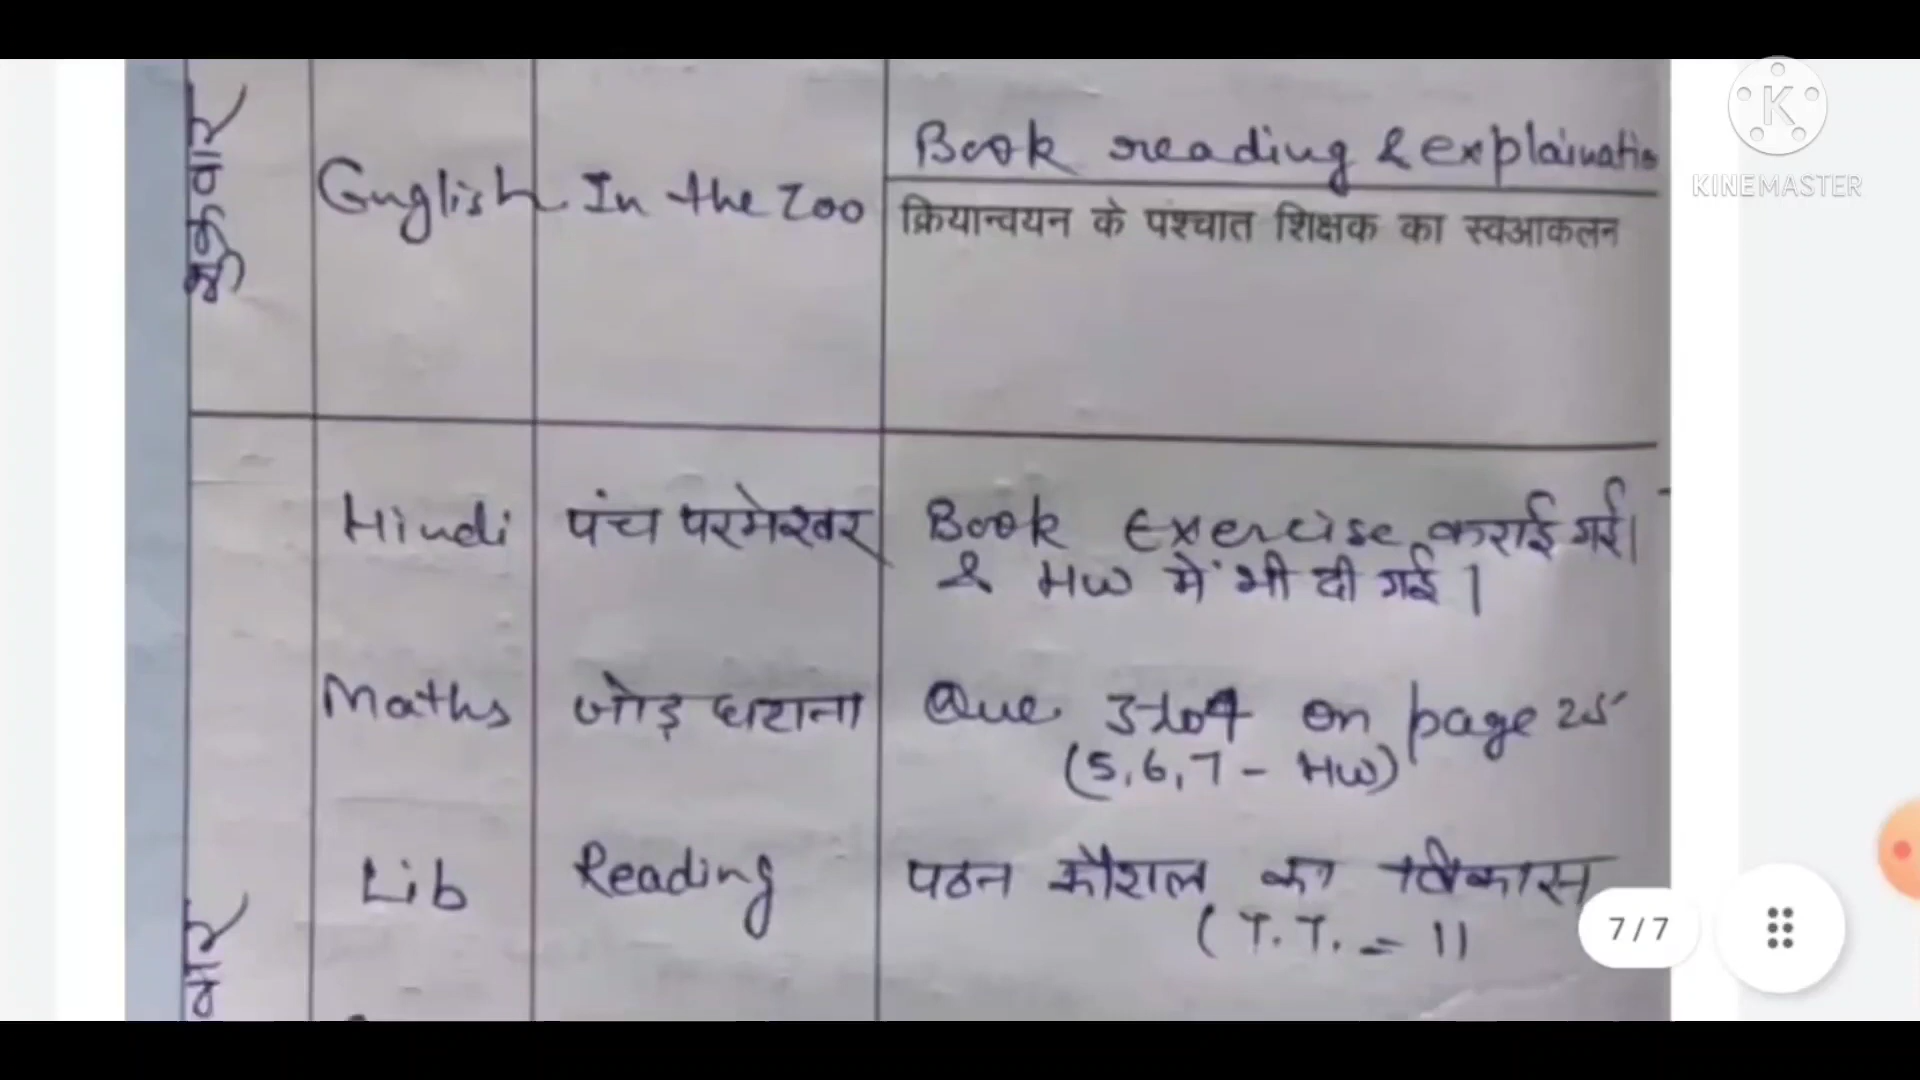 शुक्रवार
English
In the Zoo
Book reading & explainatio
क्रियान्वयन के पंश्चात शिक्षक का स्वआकलन
Hindi
पंच परमेश्वर
Book Exercise कराई गई।
& HW में भी दी गई।
Maths
जोड़ घटाना
Que 3 to 4 on page 25
(5,6,7 - HW)
Lib
Reading
पठन कौशल का विकास
(T.T. = 11
वार
7/7
K
KINEMASTER